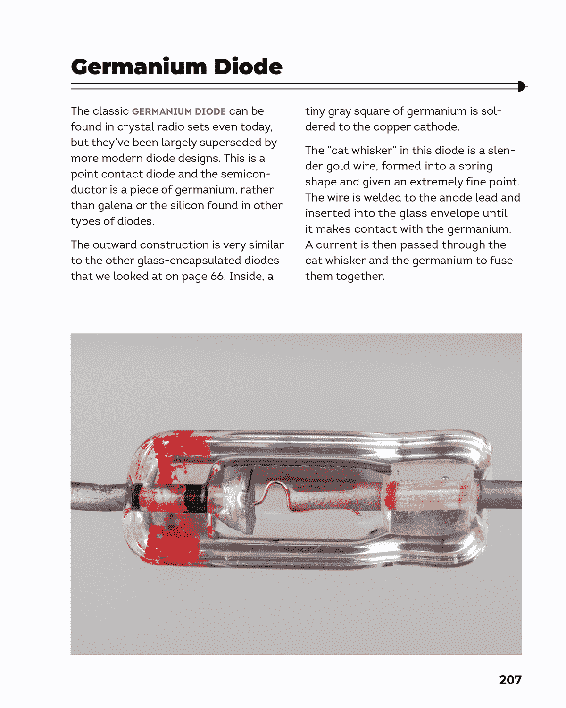 Germanium Diode
The classic GERMANIUM DIODE can be
found in crystal radio sets even today,
but they've been largely superseded by
more modern diode designs. This is a
point contact diode and the semicon-
ductor is a piece of germanium, rather
than galena or the silicon found in other
types of diodes.
The outward construction is very similar
to the other glass-encapsulated diodes
that we looked at on page 66. Inside, a
tiny gray square of germanium is sol-
dered to the copper cathode.
The "cat whisker" in this diode is a slen-
der gold wire, formed into a spring
shape and given an extremely fine point.
The wire is welded to the anode lead and
inserted into the glass envelope until
it makes contact with the germanium.
A current is then passed through the
cat whisker and the germanium to fuse
them together.
207